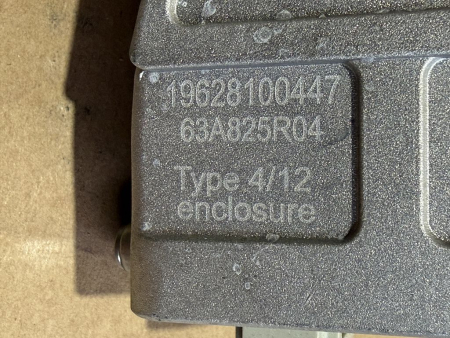 19628100447
63A825R04
Type 4/12
enclosure